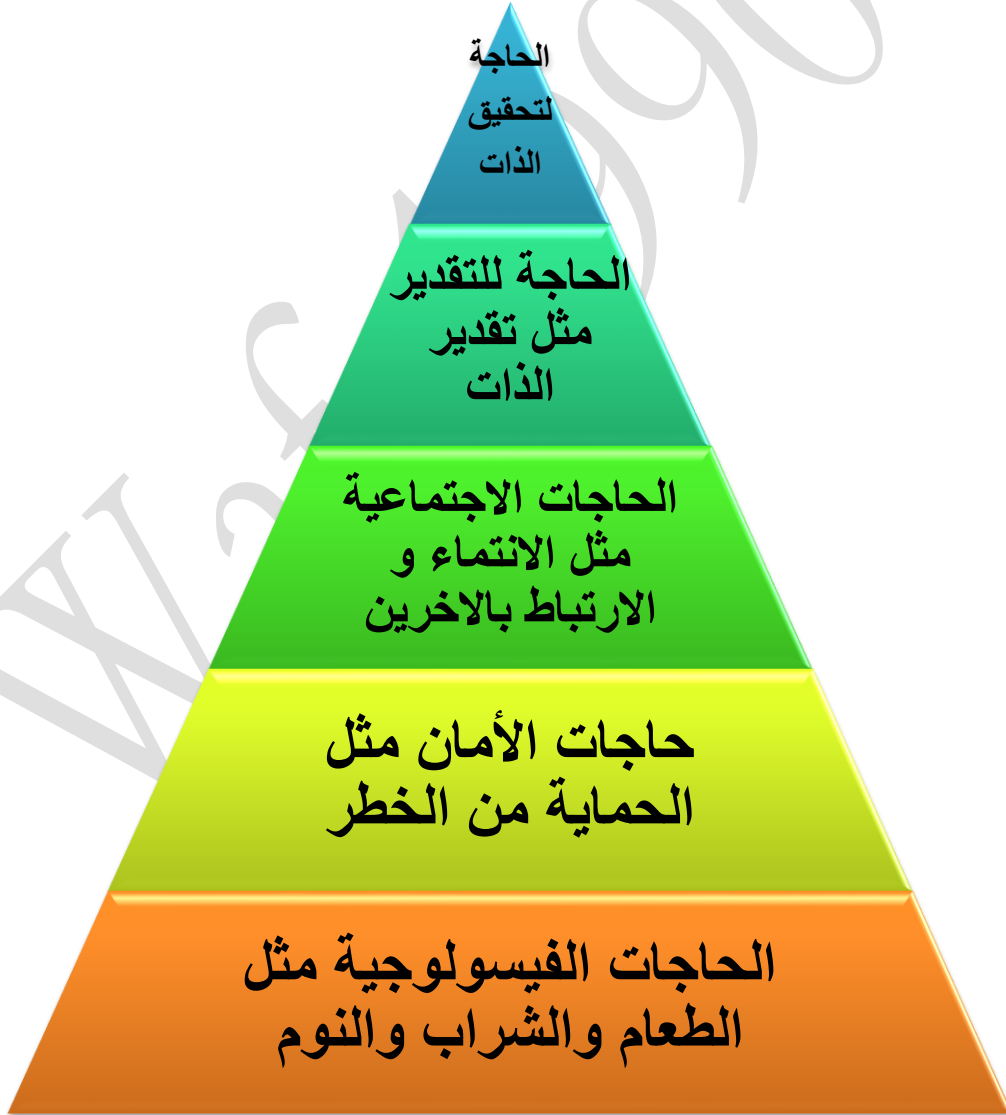 الحاجة
لتحقيق
الذات
الحاجة للتقدير
مثل تقدير
الذات
الحاجات الاجتماعية
مثل الانتماء و
الارتباط بالاخرين
حاجات الأمان مثل
الحماية من الخطر
الحاجات الفيسولوجية مثل
الطعام والشراب والنوم